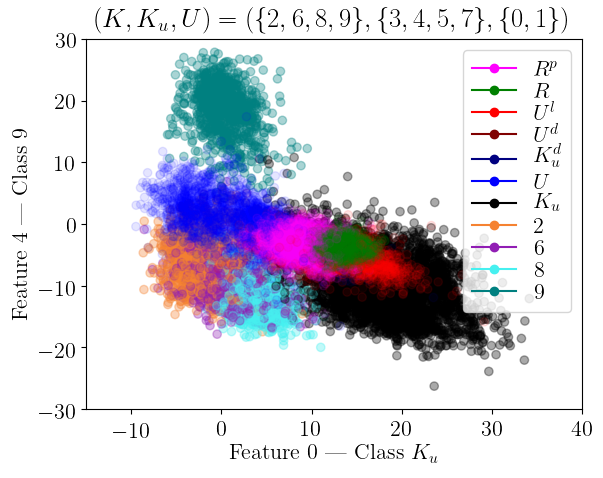 (K, K_u, U) = ({2, 6, 8, 9}, {3, 4, 5, 7}, {0, 1})
30
20
10
0
−10
−20
−30
Feature 4 — Class 9
−10 0 10 20 30 40
Feature 0 — Class K_u
R^p
R
U^l
U^d
K_u^d
U
K_u
2
6
8
9